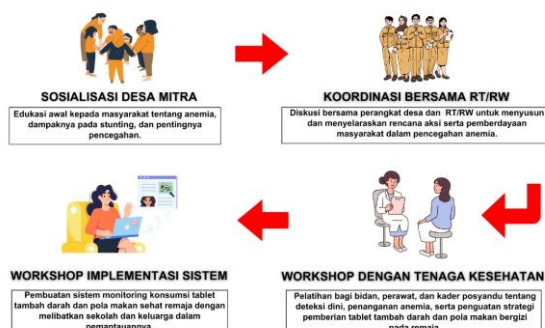 SOSIALISASI DESA MITRA
Edukasi awal kepada masyarakat tentang anemia,
dampaknya pada stunting, dan pentingnya
pencegahan.
KOORDINASI BERSAMA RT/RW
Diskusi bersama perangkat desa dan RT/RW untuk menyusun
dan menyelaraskan rencana aksi serta pemberdayaan
masyarakat dalam pencegahan anemia.
WORKSHOP IMPLEMENTASI SISTEM
Pembuatan sistem monitoring konsumsi tablet
tambah darah dan pola makan sehat remaja dengan
melibatkan sekolah dan keluarga dalam
pemantauannya
WORKSHOP DENGAN TENAGA KESEHATAN
Pelatihan bagi bidan, perawat, dan kader posyandu tentang
deteksi dini, penanganan anemia, serta penguatan strategi
pemberian tablet tambah darah dan pola makan bergizi
pada remaja